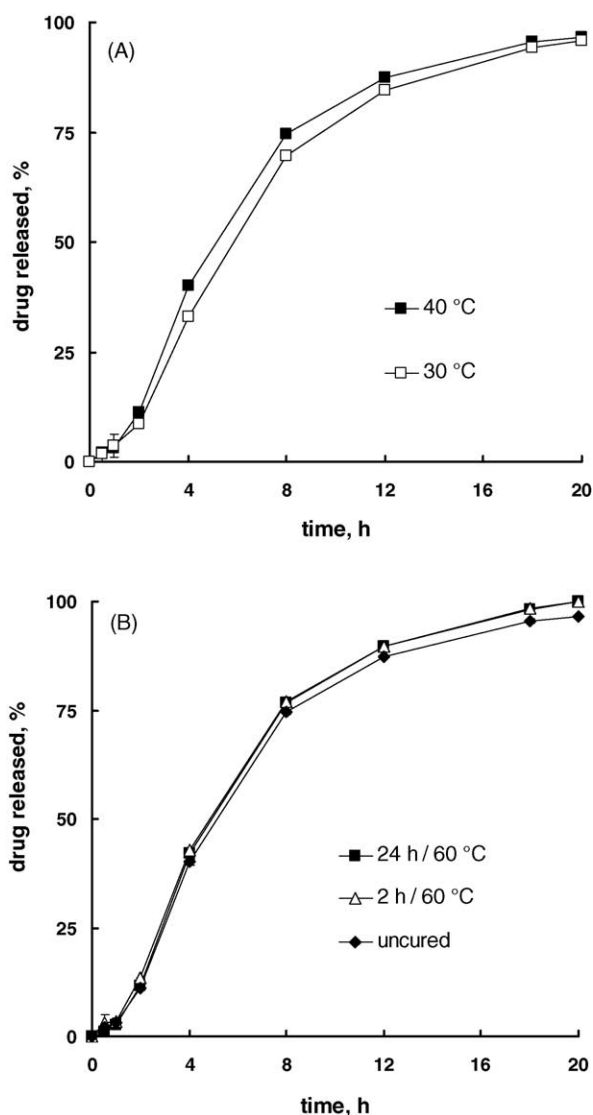 (A)
100
75
50
25
0
drug released, %
40 °C
30 °C
0 4 8 12 16 20
time, h
(B)
100
75
50
25
0
drug released, %
24 h / 60 °C
2 h / 60 °C
uncured
0 4 8 12 16 20
time, h